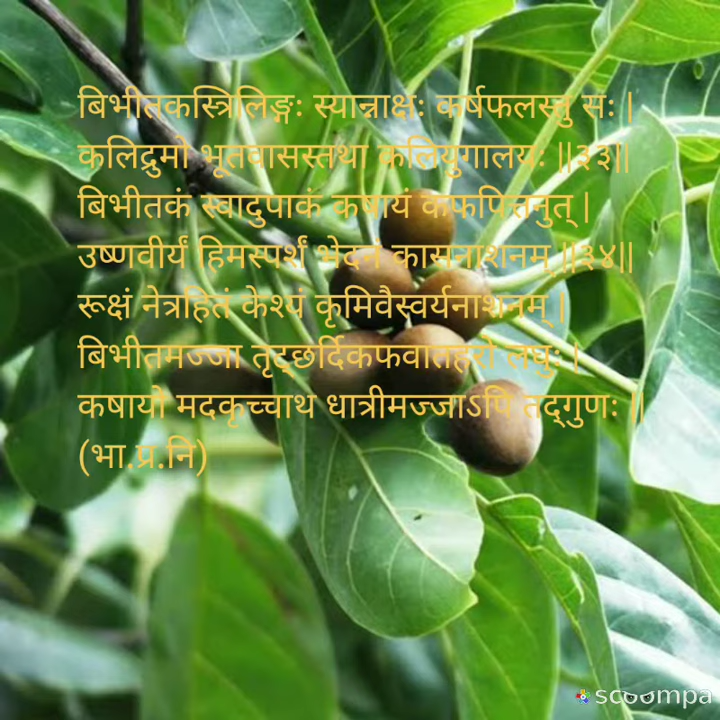 बिभीतकस्त्रिलिङ्गः स्यान्नाक्षः कर्षफलस्तु सः |
कलिद्रुमो भूतवासस्तथा कलियुगालयः ||३३||
बिभीतकं स्वादुपाकं कषायं कफपित्तनुत् |
उष्णवीर्यं हिमस्पर्शं भेदनं कासनाशनम् ||३४||
रूक्षं नेत्रहितं केश्यं कृमिवैस्वर्यनाशनम् |
बिभीतमज्जा तृट्छर्दिकफवातहरो लघुः |
कषायो मदकृच्चाथ धात्रीमज्जाऽपि तद्गुणः ||
(भा.प्र.नि)
scoompa